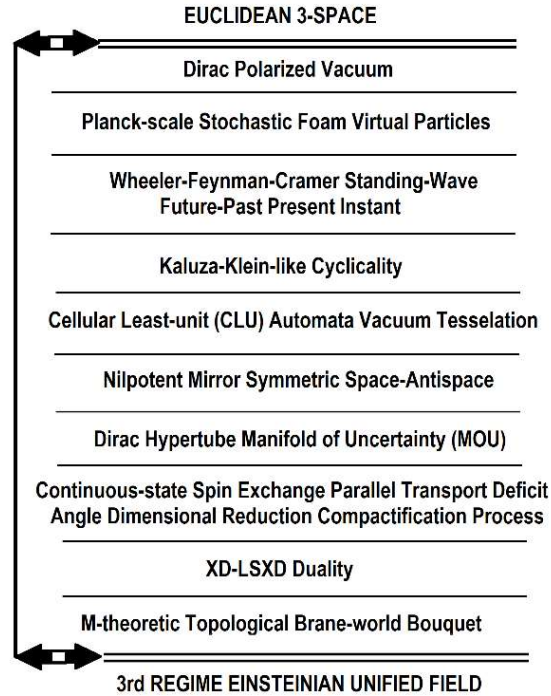 EUCLIDEAN 3-SPACE
Dirac Polarized Vacuum
Planck-scale Stochastic Foam Virtual Particles
Wheeler-Feynman-Cramer Standing-Wave
Future-Past Present Instant
Kaluza-Klein-like Cyclicality
Cellular Least-unit (CLU) Automata Vacuum Tesselation
Nilpotent Mirror Symmetric Space-Antispace
Dirac Hypertube Manifold of Uncertainty (MOU)
Continuous-state Spin Exchange Parallel Transport Deficit
Angle Dimensional Reduction Compactification Process
XD-LSXD Duality
M-theoretic Topological Brane-world Bouquet
3rd REGIME EINSTEINIAN UNIFIED FIELD